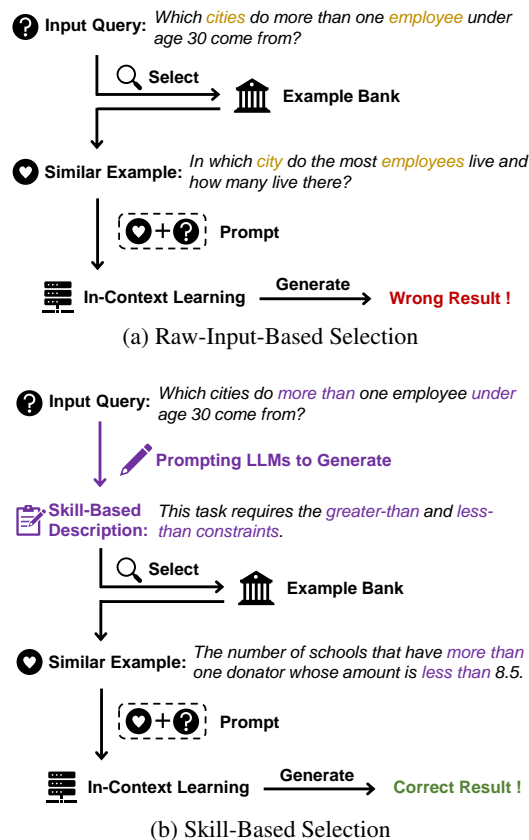 Input Query: Which cities do more than one employee under
age 30 come from?
Select
Example Bank
Similar Example: In which city do the most employees live and
how many live there?
Prompt
In-Context Learning Generate Wrong Result !
(a) Raw-Input-Based Selection
Input Query: Which cities do more than one employee under
age 30 come from?
Prompting LLMs to Generate
Skill-Based This task requires the greater-than and less-
Description: than constraints.
Select
Example Bank
Similar Example: The number of schools that have more than
one donator whose amount is less than 8.5.
Prompt
In-Context Learning Generate Correct Result !
(b) Skill-Based Selection